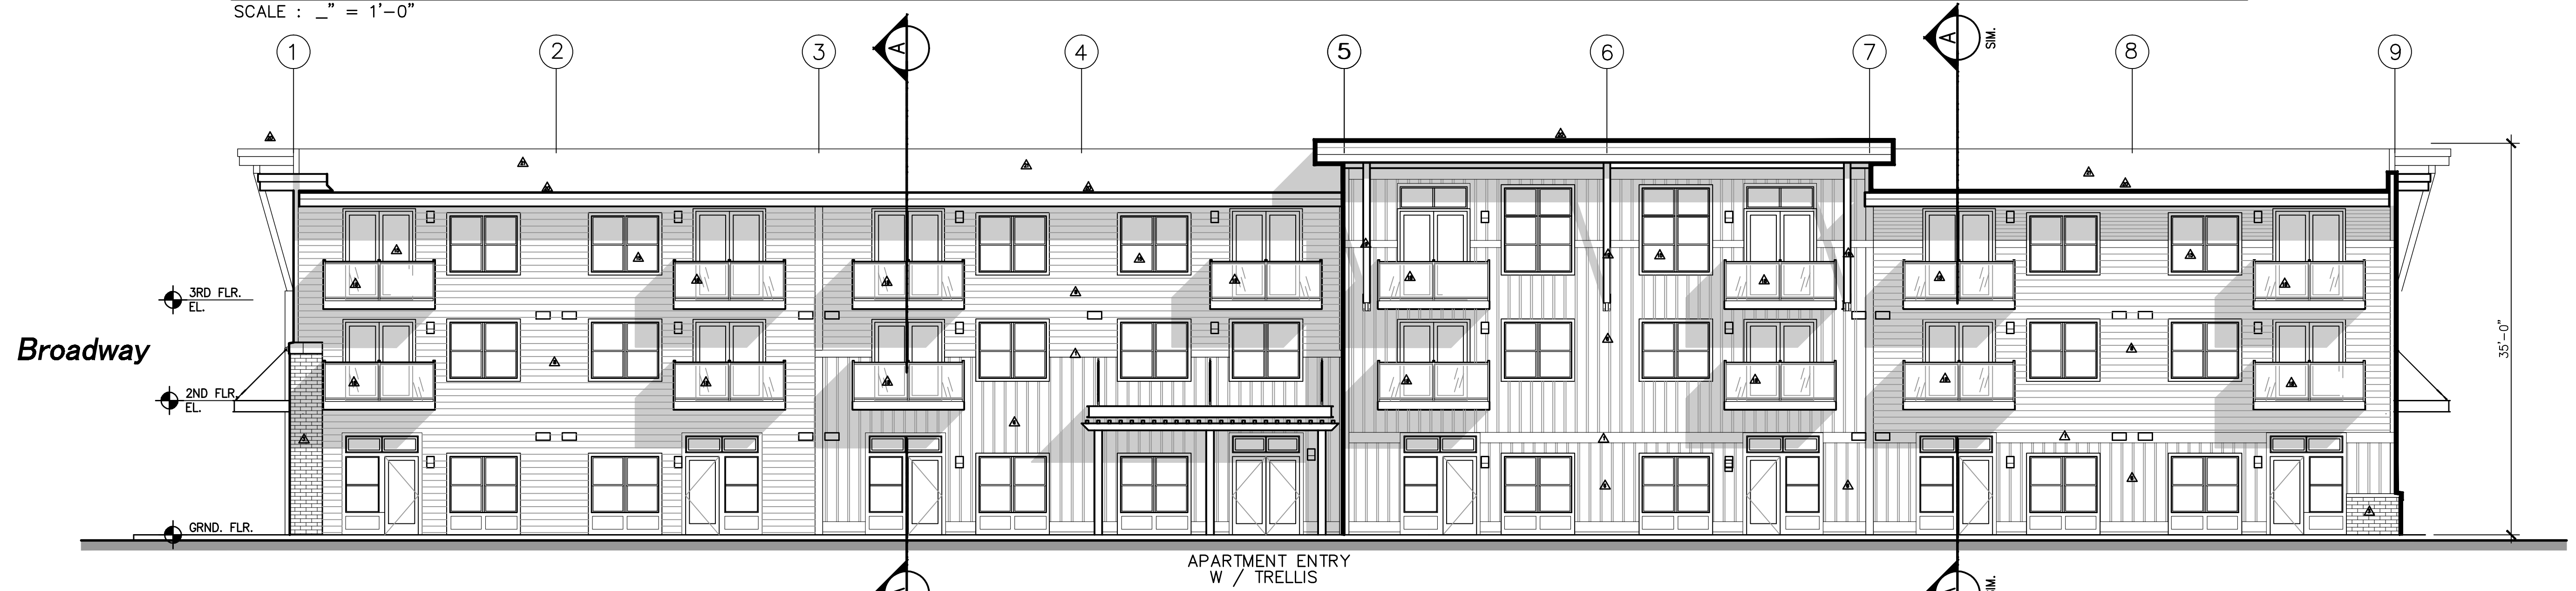 SCALE : _" = 1'-0"
1 2 3 A 4 5 6 7 A SIM. 8 9
3RD FLR.
EL.
Broadway
2ND FLR.
EL.
35'-0"
GRND. FLR.
APARTMENT ENTRY
W / TRELLIS
A
A SIM.